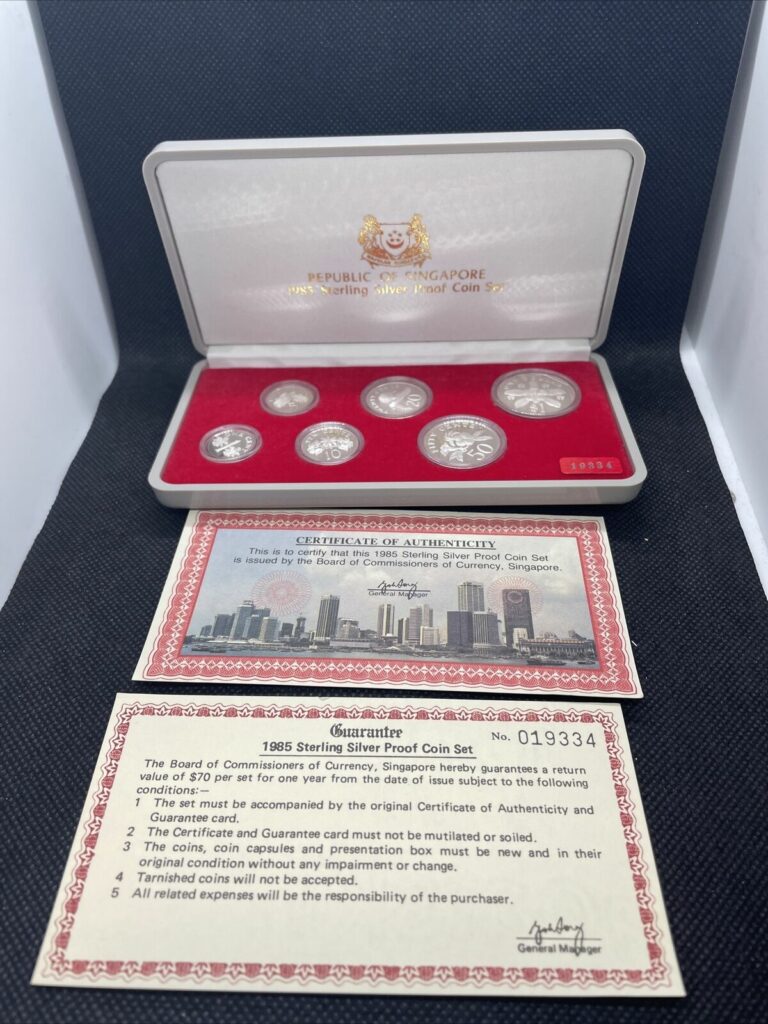 REPUBLIC OF SINGAPORE
1985 Sterling Silver Proof Coin Set
20
10
FIFTY CENTS
50
19334
CERTIFICATE OF AUTHENTICITY
This is to certify that this 1985 Sterling Silver Proof Coin Set
is issued by the Board of Commissioners of Currency, Singapore.
General Manager
Guarantee
No. 019334
1985 Sterling Silver Proof Coin Set
The Board of Commissioners of Currency, Singapore hereby guarantees a return
value of $70 per set for one year from the date of issue subject to the following
conditions:—
1 The set must be accompanied by the original Certificate of Authenticity and
Guarantee card.
2 The Certificate and Guarantee card must not be mutilated or soiled.
3 The coins, coin capsules and presentation box must be new and in their
original condition without any impairment or change.
4 Tarnished coins will not be accepted.
5 All related expenses will be the responsibility of the purchaser.
General Manager